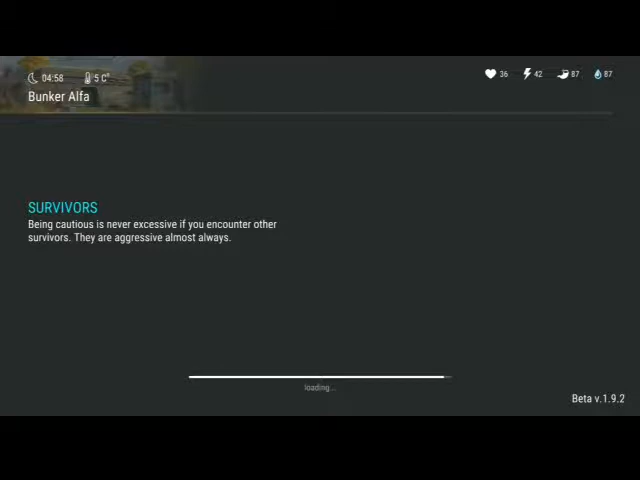 04:58 5 C° 36 42 87 87
Bunker Alfa
SURVIVORS
Being cautious is never excessive if you encounter other
survivors. They are aggressive almost always.
loading...
Beta v.1.9.2